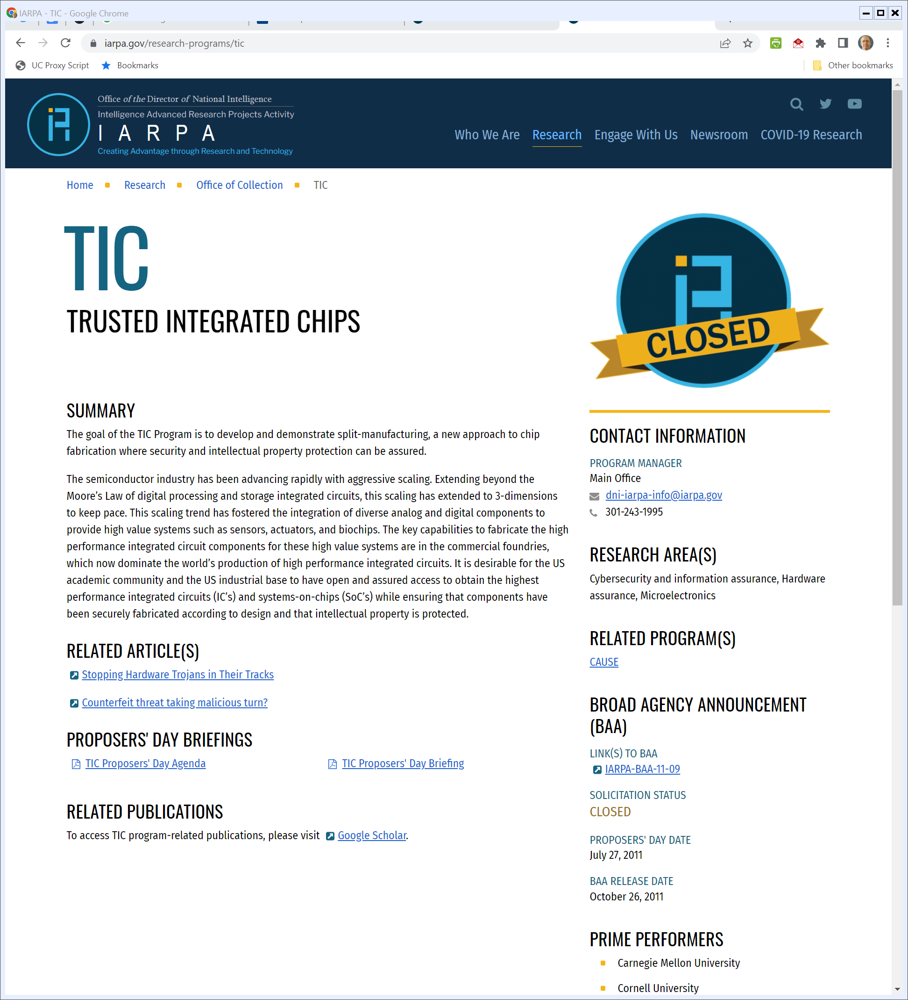 IARPA - TIC - Google Chrome
iarpa.gov/research-programs/tic
UC Proxy Script
Bookmarks
Other bookmarks
Office of the Director of National Intelligence
Intelligence Advanced Research Projects Activity
IARPA
Creating Advantage through Research and Technology
Who We Are
Research
Engage With Us
Newsroom
COVID-19 Research
Home
Research
Office of Collection
TIC
TIC
TRUSTED INTEGRATED CHIPS
CLOSED
SUMMARY
The goal of the TIC Program is to develop and demonstrate split-manufacturing, a new approach to chip
fabrication where security and intellectual property protection can be assured.
The semiconductor industry has been advancing rapidly with aggressive scaling. Extending beyond the
Moore’s Law of digital processing and storage integrated circuits, this scaling has extended to 3-dimensions
to keep pace. This scaling trend has fostered the integration of diverse analog and digital components to
provide high value systems such as sensors, actuators, and biochips. The key capabilities to fabricate the high
performance integrated circuit components for these high value systems are in the commercial foundries,
which now dominate the world’s production of high performance integrated circuits. It is desirable for the US
academic community and the US industrial base to have open and assured access to obtain the highest
performance integrated circuits (IC’s) and systems-on-chips (SoC’s) while ensuring that components have
been securely fabricated according to design and that intellectual property is protected.
RELATED ARTICLE(S)
Stopping Hardware Trojans in Their Tracks
Counterfeit threat taking malicious turn?
PROPOSERS' DAY BRIEFINGS
TIC Proposers' Day Agenda
TIC Proposers' Day Briefing
RELATED PUBLICATIONS
To access TIC program-related publications, please visit Google Scholar.
CONTACT INFORMATION
PROGRAM MANAGER
Main Office
dni-iarpa-info@iarpa.gov
301-243-1995
RESEARCH AREA(S)
Cybersecurity and information assurance, Hardware
assurance, Microelectronics
RELATED PROGRAM(S)
CAUSE
BROAD AGENCY ANNOUNCEMENT
(BAA)
LINK(S) TO BAA
IARPA-BAA-11-09
SOLICITATION STATUS
CLOSED
PROPOSERS' DAY DATE
July 27, 2011
BAA RELEASE DATE
October 26, 2011
PRIME PERFORMERS
Carnegie Mellon University
Cornell University